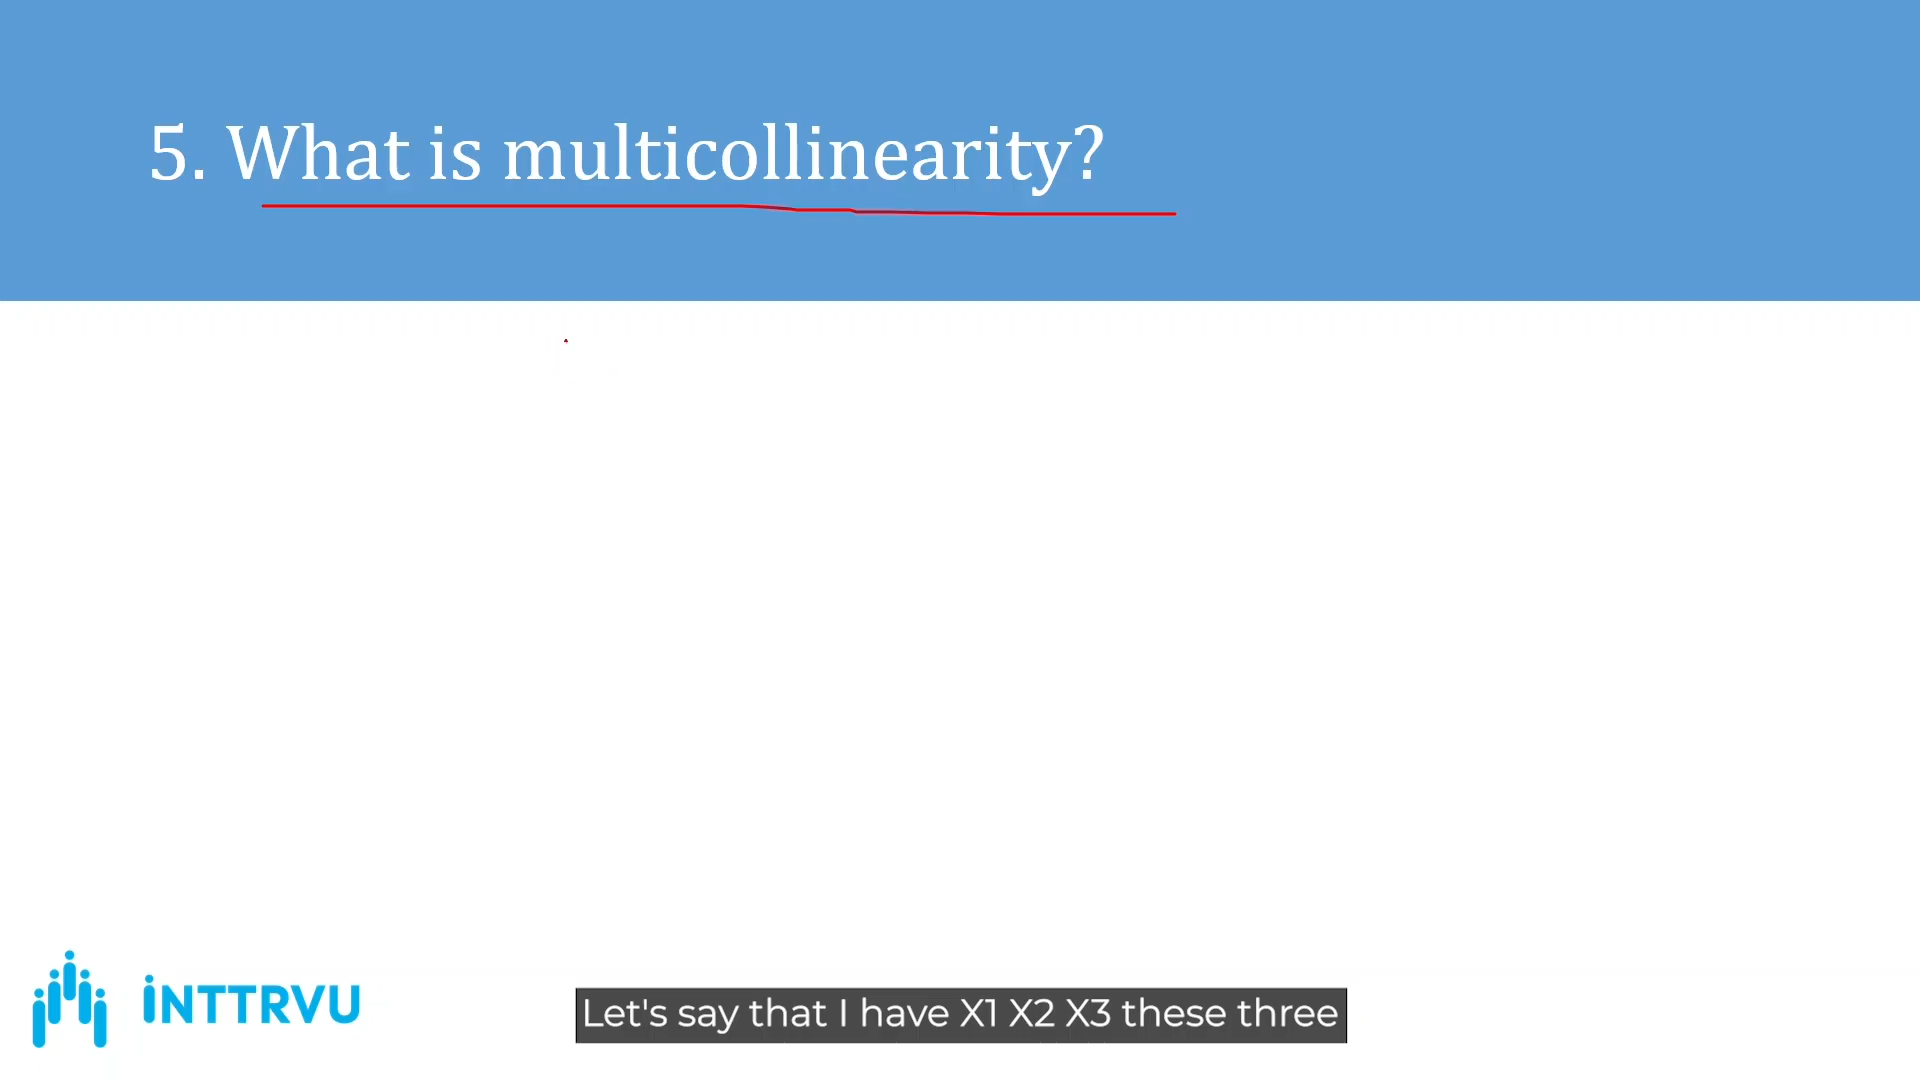 5. What is multicollinearity?
iNTTRVU
Let's say that I have X1 X2 X3 these three